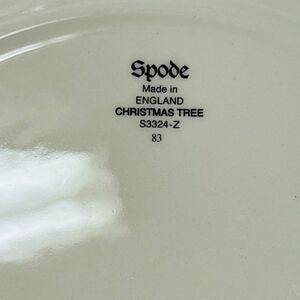 Spode
Made in
ENGLAND
CHRISTMAS TREE
S3324-Z
83